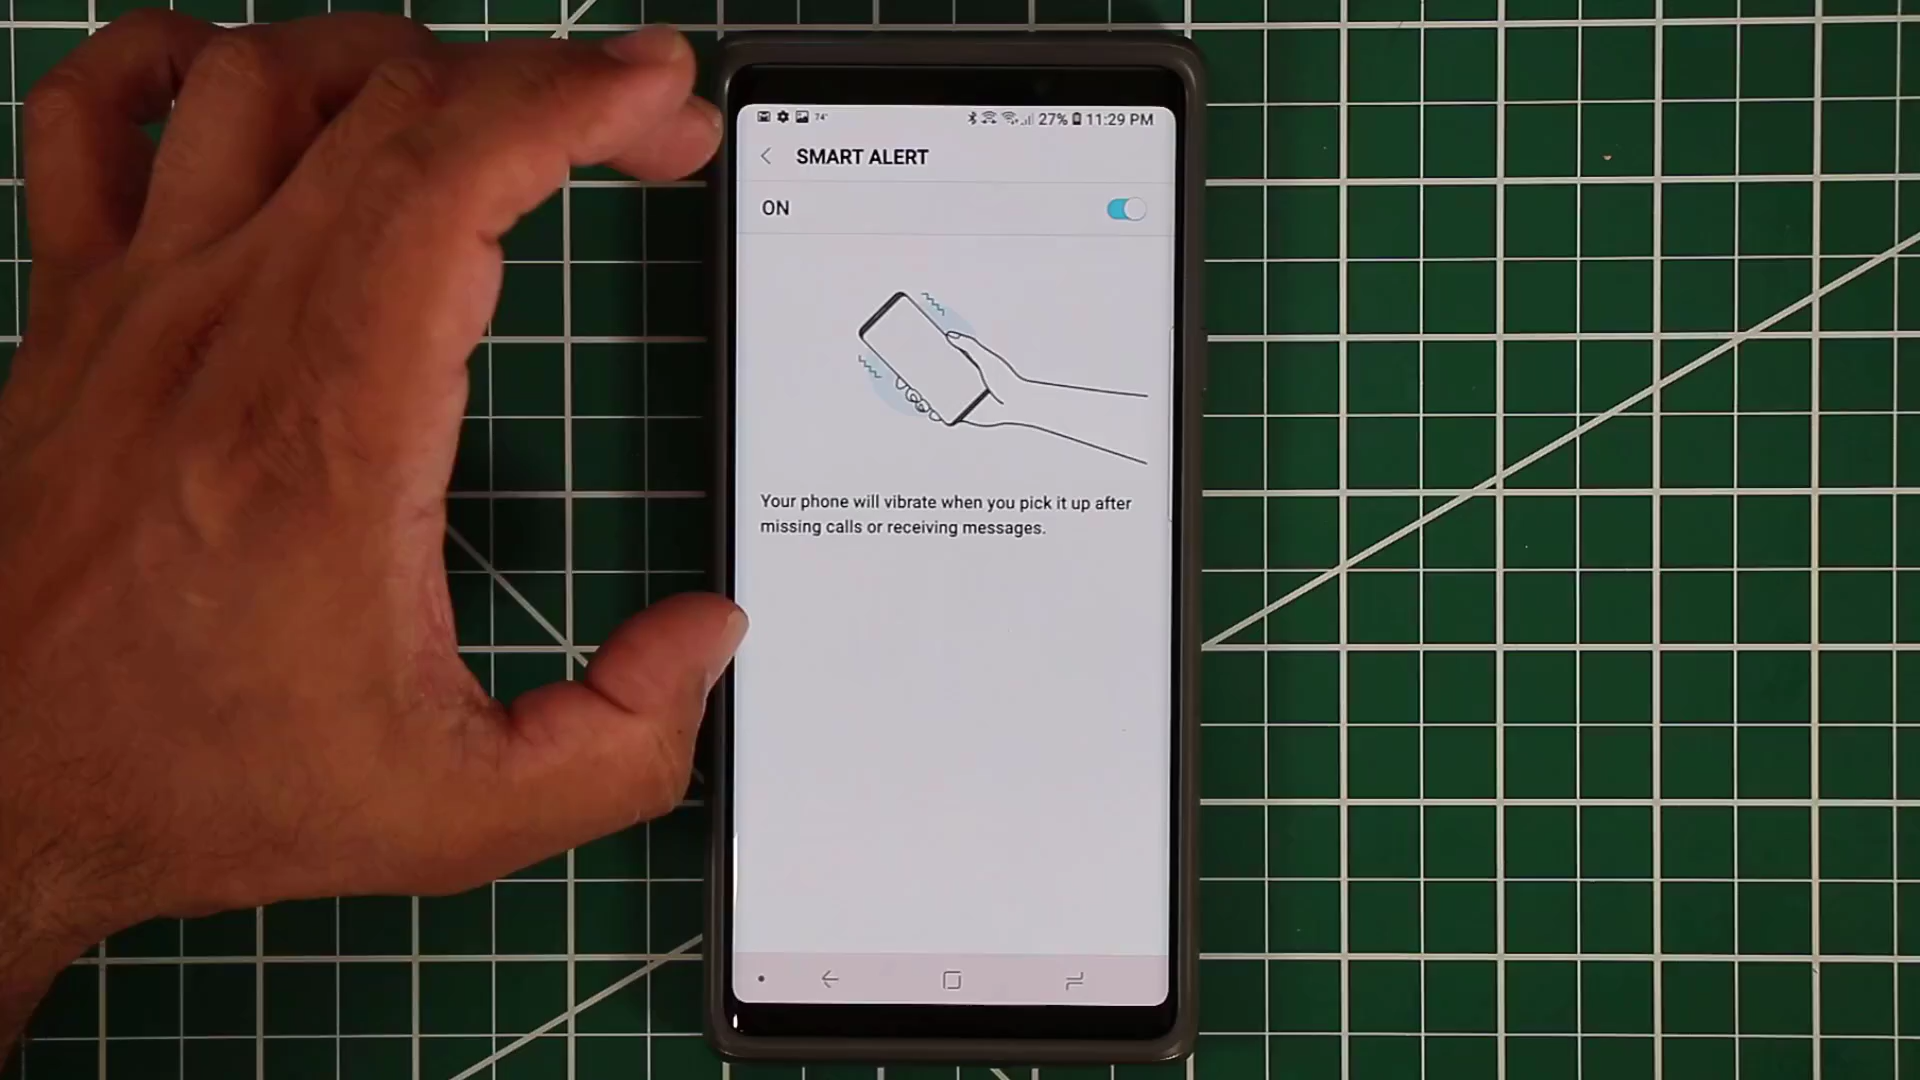 74° 27% 11:29 PM
SMART ALERT
ON
Your phone will vibrate when you pick it up after
missing calls or receiving messages.